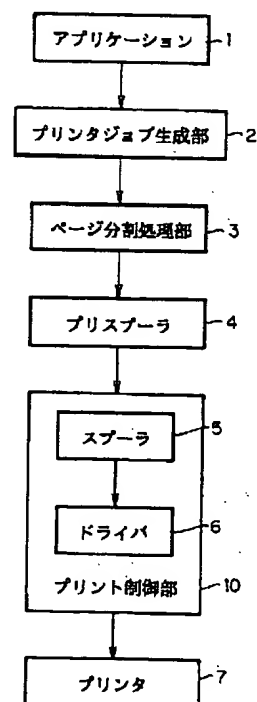 アプリケーション 1
プリンタジョブ生成部 2
ページ分割処理部 3
プリスプーラ 4
スプーラ 5
ドライバ 6
プリント制御部 10
プリンタ 7